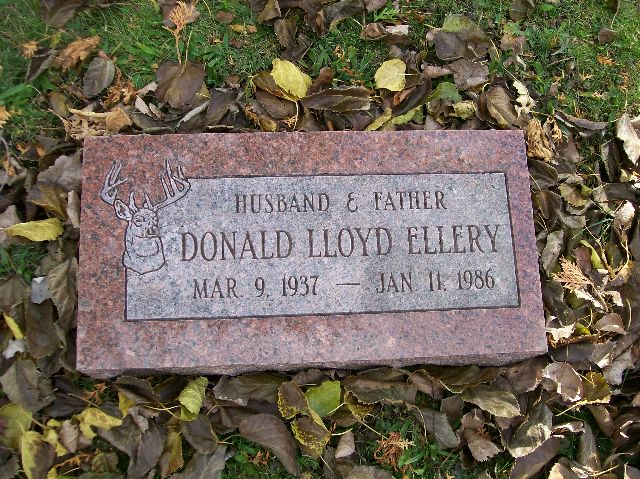 HUSBAND & FATHER
DONALD LLOYD ELLERY
MAR. 9, 1937 — JAN 11, 1986